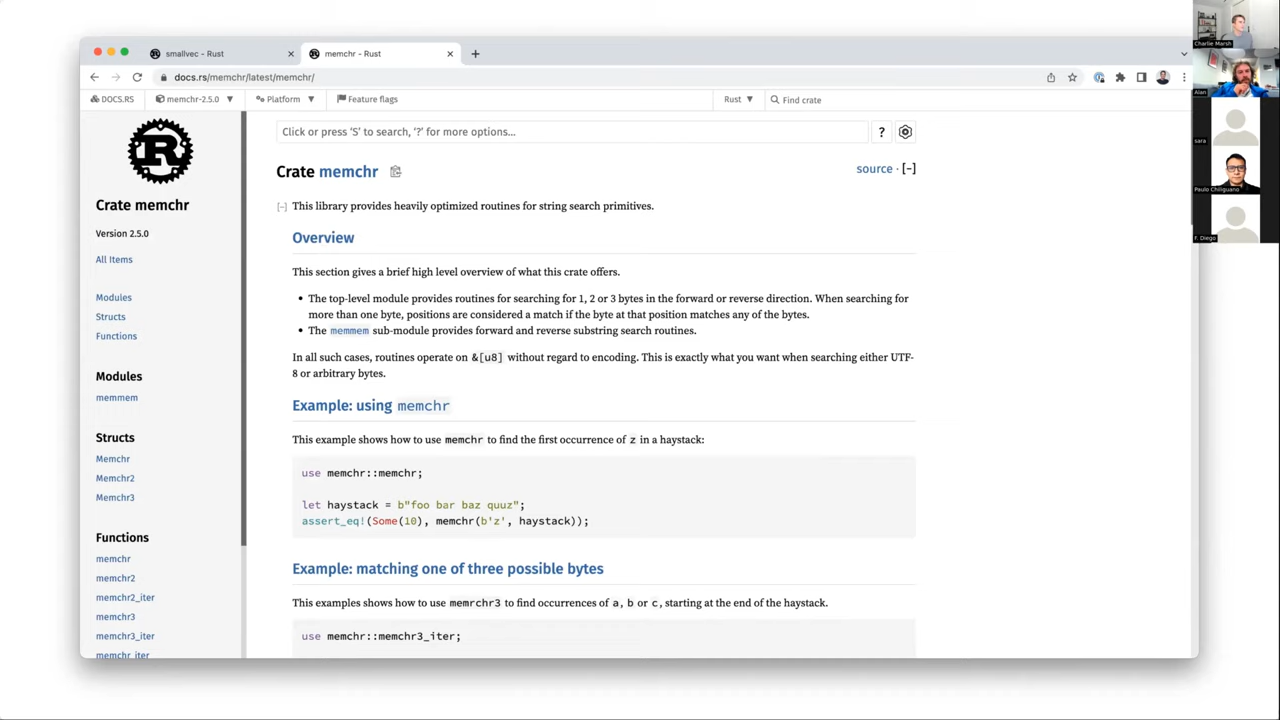 smallvec - Rust
memchr - Rust
docs.rs/memchr/latest/memchr/
DOCS.RS
memchr-2.5.0
Platform
Feature flags
Rust
Find crate
Crate memchr
Version 2.5.0
All Items
Modules
Structs
Functions
Modules
memmem
Structs
Memchr
Memchr2
Memchr3
Functions
memchr
memchr2
memchr2_iter
memchr3
memchr3_iter
memchr_iter
Click or press 'S' to search, '?' for more options…
?
Crate memchr
source · [-]
[-] This library provides heavily optimized routines for string search primitives.
Overview
This section gives a brief high level overview of what this crate offers.
• The top-level module provides routines for searching for 1, 2 or 3 bytes in the forward or reverse direction. When searching for
more than one byte, positions are considered a match if the byte at that position matches any of the bytes.
• The memmem sub-module provides forward and reverse substring search routines.
In all such cases, routines operate on &[u8] without regard to encoding. This is exactly what you want when searching either UTF-
8 or arbitrary bytes.
Example: using memchr
This example shows how to use memchr to find the first occurrence of z in a haystack:
use memchr::memchr;
let haystack = b"foo bar baz quuz";
assert_eq!(Some(10), memchr(b'z', haystack));
Example: matching one of three possible bytes
This examples shows how to use memrchr3 to find occurrences of a, b or c, starting at the end of the haystack.
use memchr::memchr3_iter;
Charlie Marsh
Alan
sara
Paulo Chiliguano
F. Diego